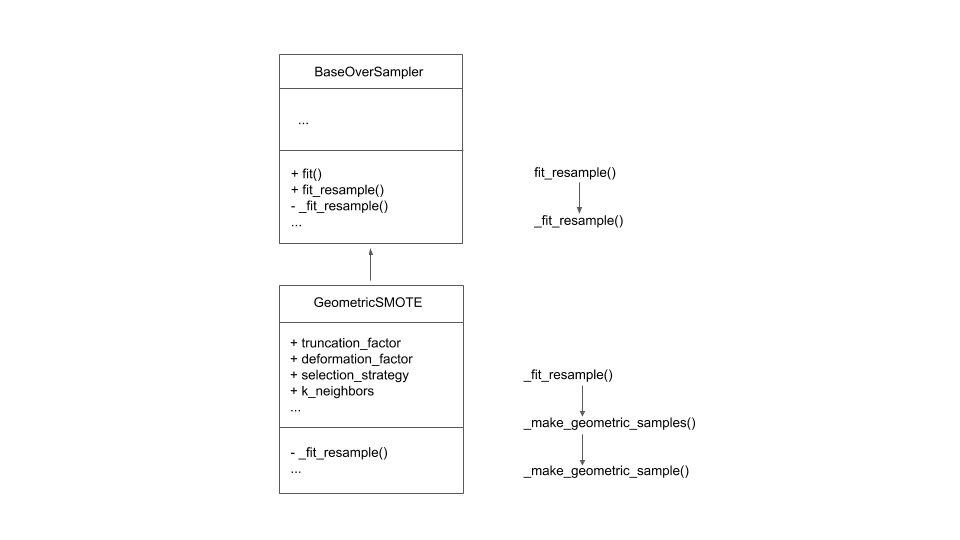 BaseOverSampler
...
+ fit()
+ fit_resample()
- _fit_resample()
...
fit_resample()
_fit_resample()
GeometricSMOTE
+ truncation_factor
+ deformation_factor
+ selection_strategy
+ k_neighbors
...
- _fit_resample()
...
_fit_resample()
_make_geometric_samples()
_make_geometric_sample()